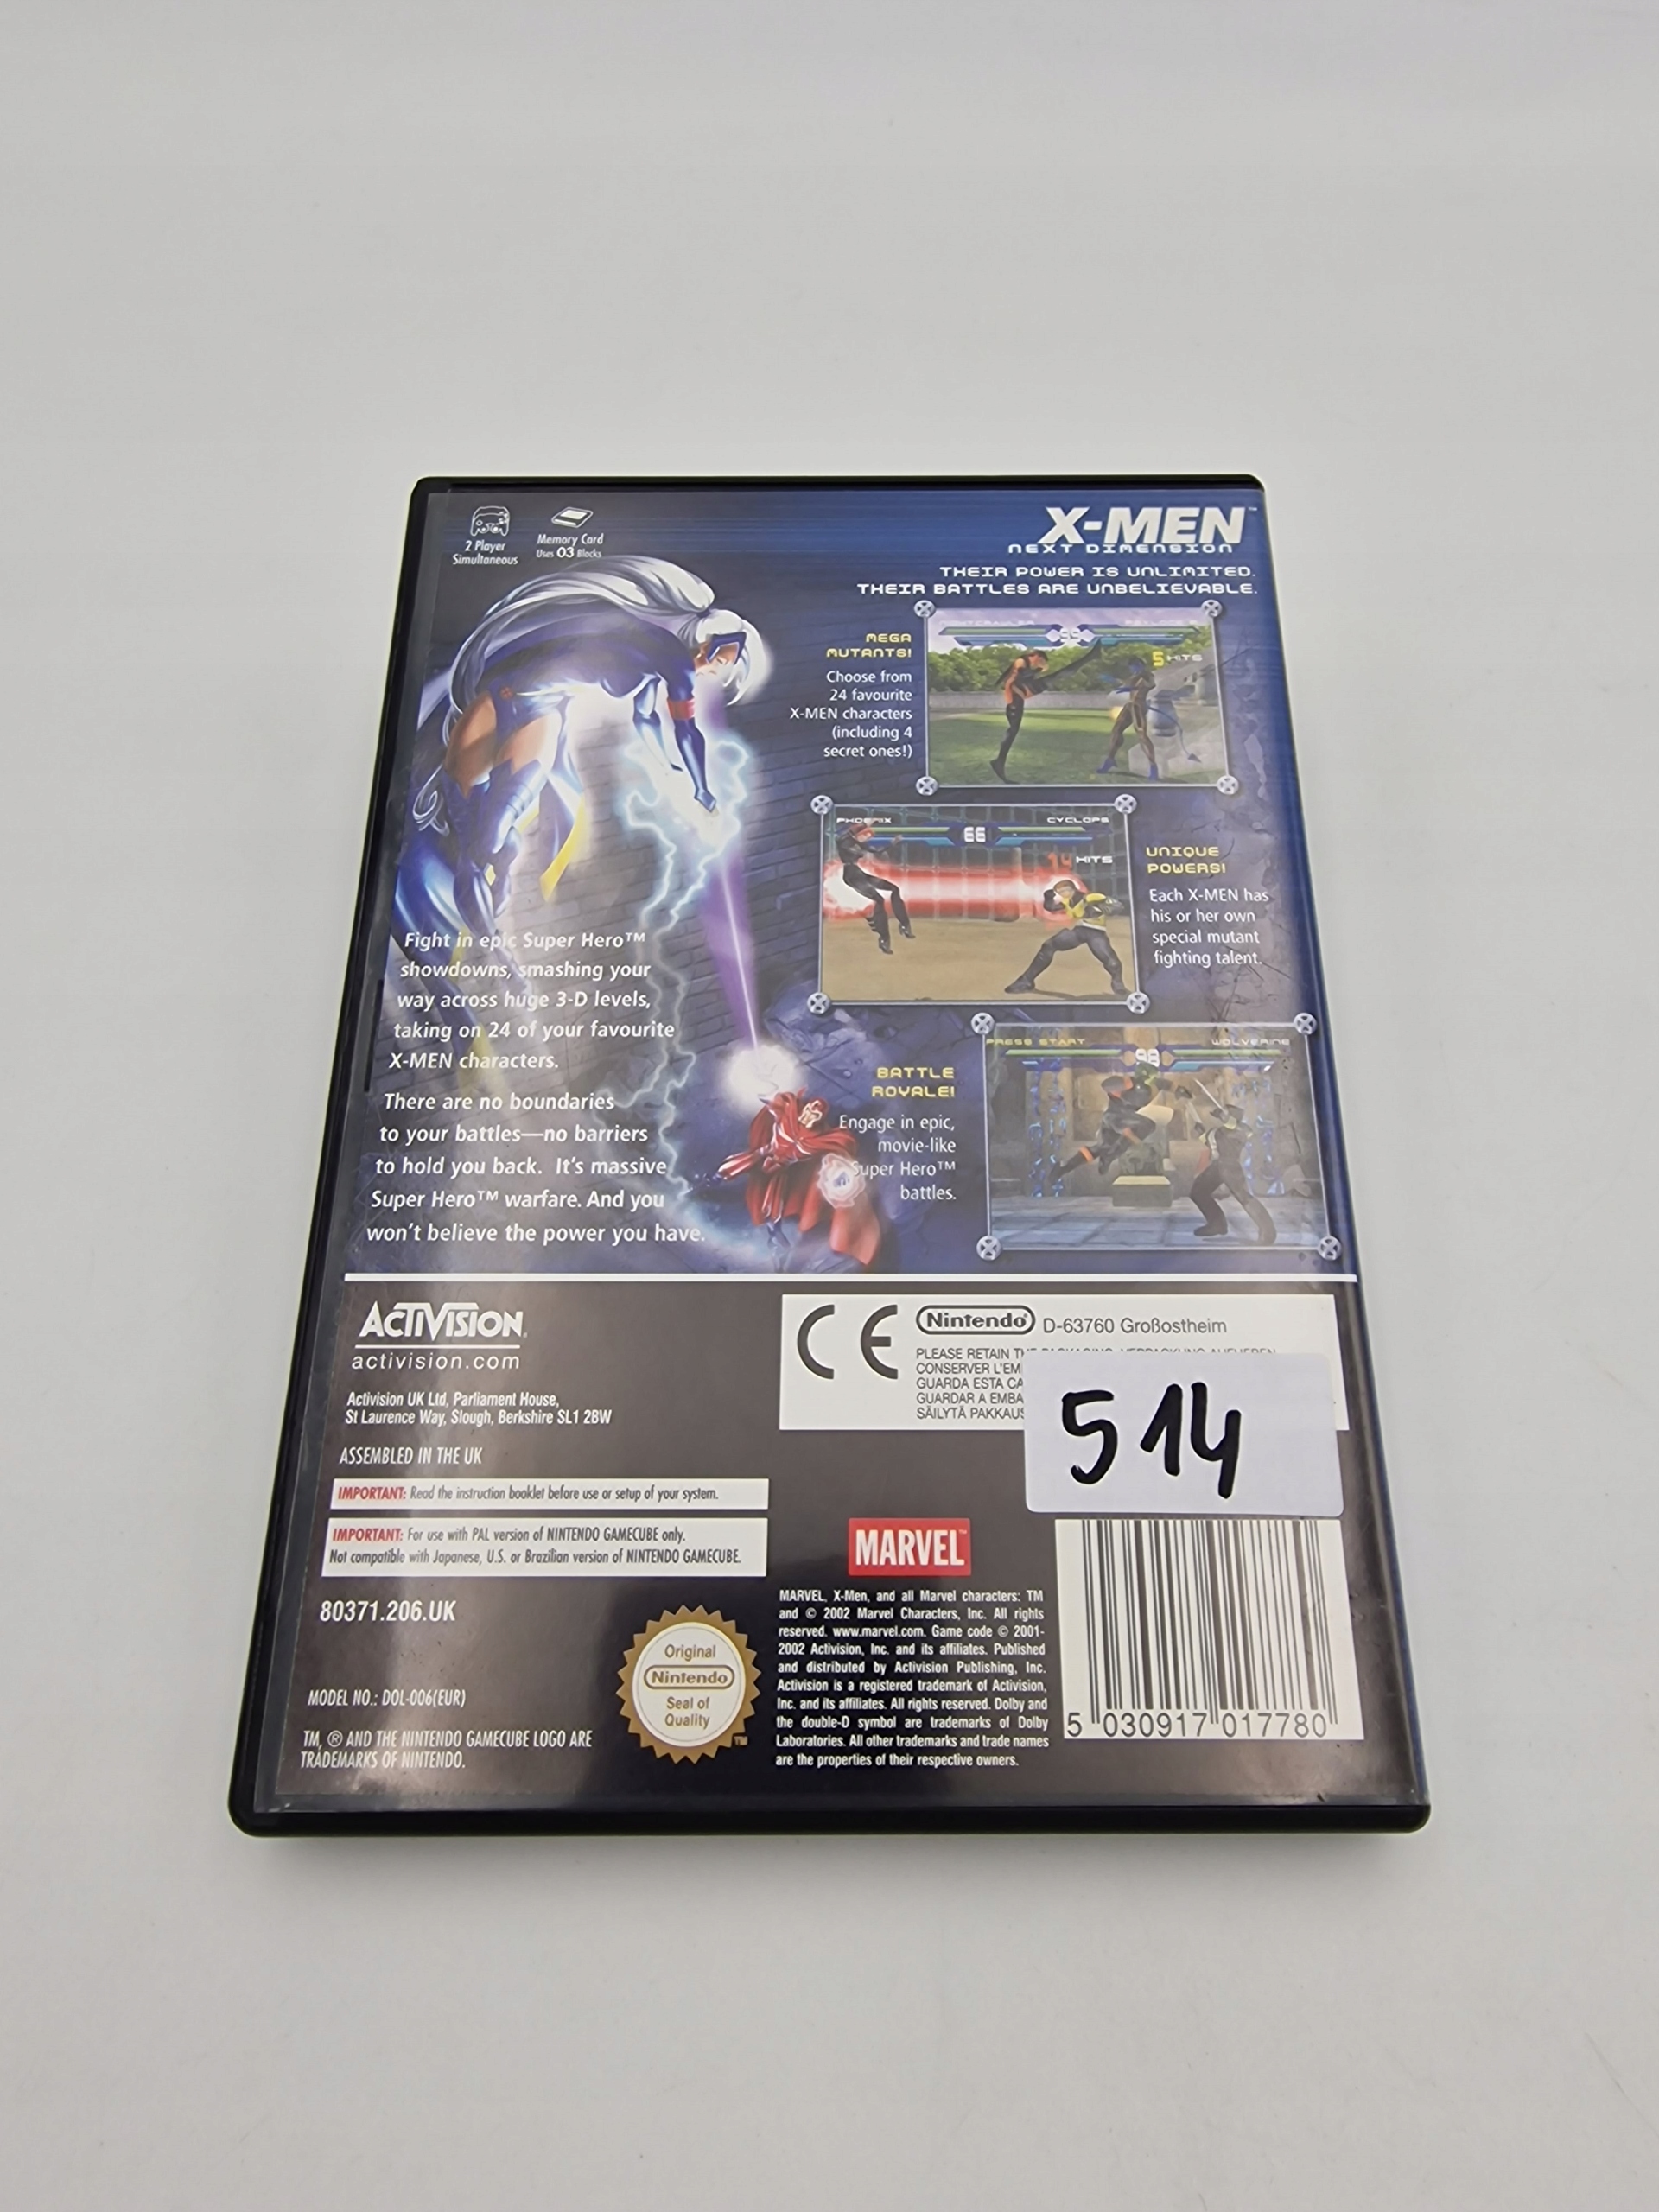 2 Player
Simultaneous
Memory Card
Uses 03 Blocks
X-MEN™
NEXT DIMENSION
THEIR POWER IS UNLIMITED.
THEIR BATTLES ARE UNBELIEVABLE.
MEGA
MUTANTS!
Choose from
24 favourite
X-MEN characters
(including 4
secret ones!)
99
5 HITS
PHOENIX
66
CYCLOPS
14 HITS
UNIQUE
POWERS!
Each X-MEN has
his or her own
special mutant
fighting talent.
Fight in epic Super Hero™
showdowns, smashing your
way across huge 3-D levels,
taking on 24 of your favourite
X-MEN characters.
There are no boundaries
to your battles—no barriers
to hold you back. It's massive
Super Hero™ warfare. And you
won't believe the power you have.
BATTLE
ROYALE!
Engage in epic,
movie-like
Super Hero™
battles.
PRESS START
98
WOLVERINE
ACTIVISION®
activision.com
Activision UK Ltd, Parliament House,
St Laurence Way, Slough, Berkshire SL1 2BW
ASSEMBLED IN THE UK
IMPORTANT: Read the instruction booklet before use or setup of your system.
IMPORTANT: For use with PAL version of NINTENDO GAMECUBE only.
Not compatible with Japanese, U.S. or Brazilian version of NINTENDO GAMECUBE.
80371.206.UK
MODEL NO.: DOL-006(EUR)
TM, ® AND THE NINTENDO GAMECUBE LOGO ARE
TRADEMARKS OF NINTENDO.
Original
Nintendo
Seal of
Quality
TM
CE
Nintendo® D-63760 Großostheim
PLEASE RETAIN
CONSERVER L'EM
GUARDA ESTA CA
GUARDAR A EMBA
SÄILYTÄ PAKKAUS
514
MARVEL™
MARVEL, X-Men, and all Marvel characters: TM
and © 2002 Marvel Characters, Inc. All rights
reserved. www.marvel.com. Game code © 2001-
2002 Activision, Inc. and its affiliates. Published
and distributed by Activision Publishing, Inc.
Activision is a registered trademark of Activision,
Inc. and its affiliates. All rights reserved. Dolby and
the double-D symbol are trademarks of Dolby
Laboratories. All other trademarks and trade names
are the properties of their respective owners.
5 030917 017780